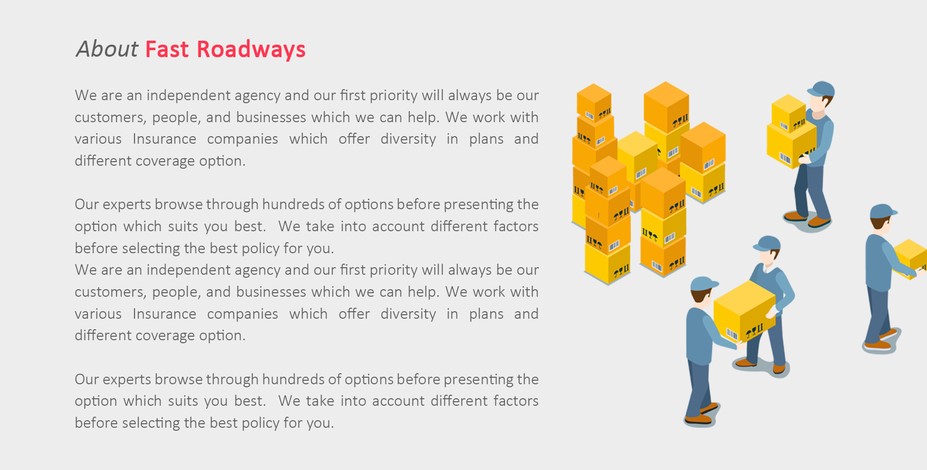 About Fast Roadways
We are an independent agency and our first priority will always be our
customers, people, and businesses which we can help. We work with
various Insurance companies which offer diversity in plans and
different coverage option.
Our experts browse through hundreds of options before presenting the
option which suits you best.  We take into account different factors
before selecting the best policy for you.
We are an independent agency and our first priority will always be our
customers, people, and businesses which we can help. We work with
various Insurance companies which offer diversity in plans and
different coverage option.
Our experts browse through hundreds of options before presenting the
option which suits you best.  We take into account different factors
before selecting the best policy for you.